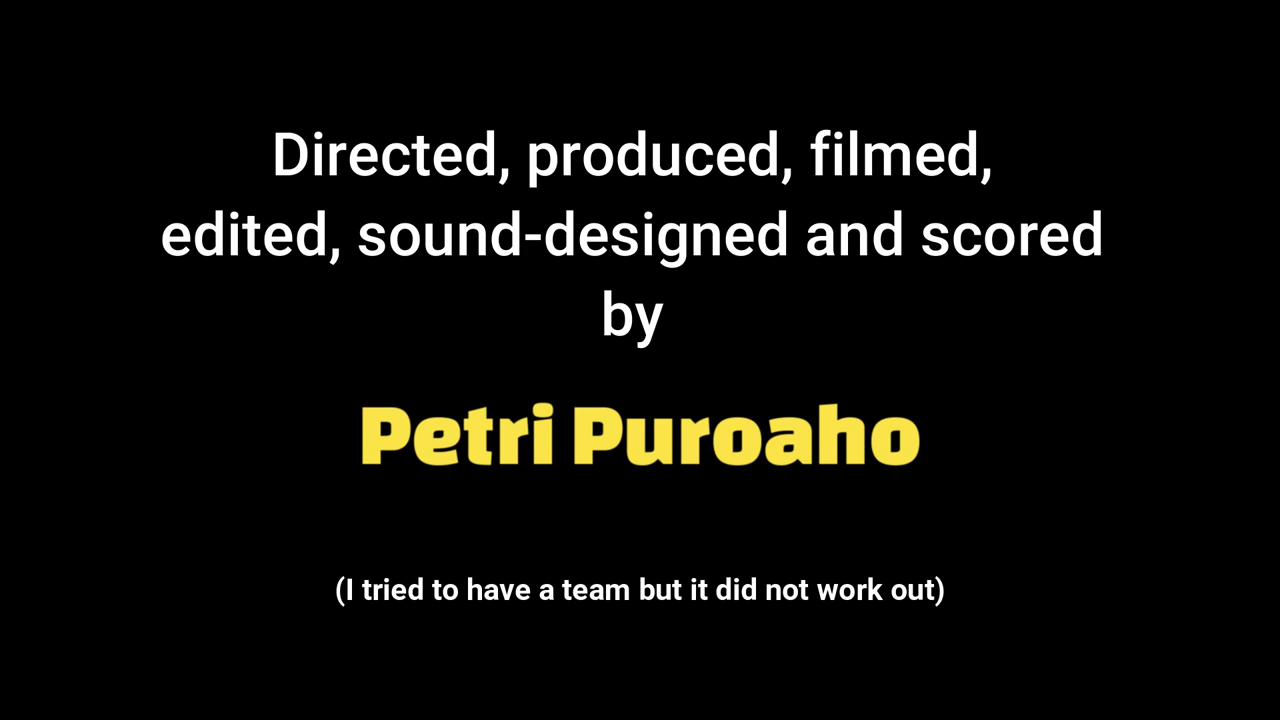 Directed, produced, filmed,
edited, sound-designed and scored
by
Petri Puroaho
(I tried to have a team but it did not work out)